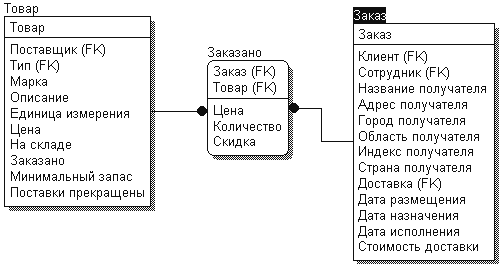 Товар
Товар
Поставщик (FK)
Тип (FK)
Марка
Описание
Единица измерения
Цена
На складе
Заказано
Минимальный запас
Поставки прекращены
Заказано
Заказ (FK)
Товар (FK)
Цена
Количество
Скидка
Заказ
Заказ
Клиент (FK)
Сотрудник (FK)
Название получателя
Адрес получателя
Город получателя
Область получателя
Индекс получателя
Страна получателя
Доставка (FK)
Дата размещения
Дата назначения
Дата исполнения
Стоимость доставки